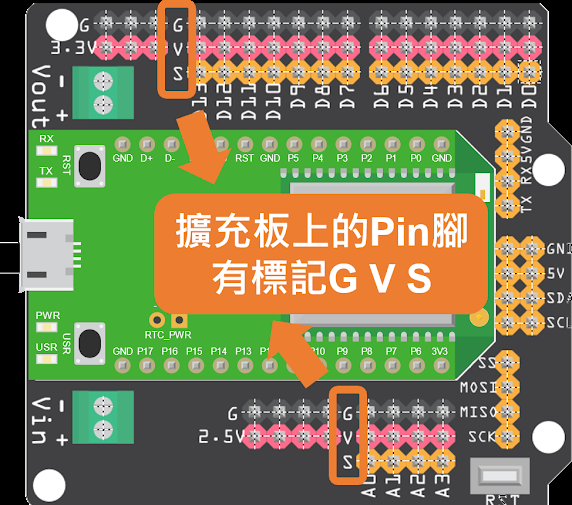 G G
3.3V V
S
D13 D12 D11 D10 D9 D8 D7 D6 D5 D4 D3 D2 D1 D0
Vout - +
RX
TX
RST
GND D+ D- RST GND P5 P4 P3 P2 P1 P0 GND
5V GND
TX RX
擴充板上的Pin腳
有標記G V S
GND
5V
SDA
SCL
PWR
USR
USR
RTC_PWR
GND P17 P16 P15 P14 P13 P10 P9 P8 P7 P6 3V3
SS
MOSI
MISO
SCK
Vin - +
G G
2.5V V
S
A0 A1 A2 A3
RST